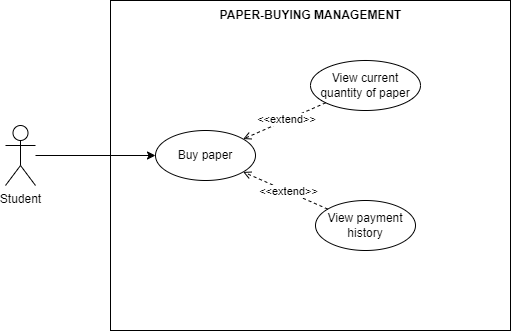 PAPER-BUYING MANAGEMENT
View current
quantity of paper
<<extend>>
Buy paper
<<extend>>
Student
View payment
history